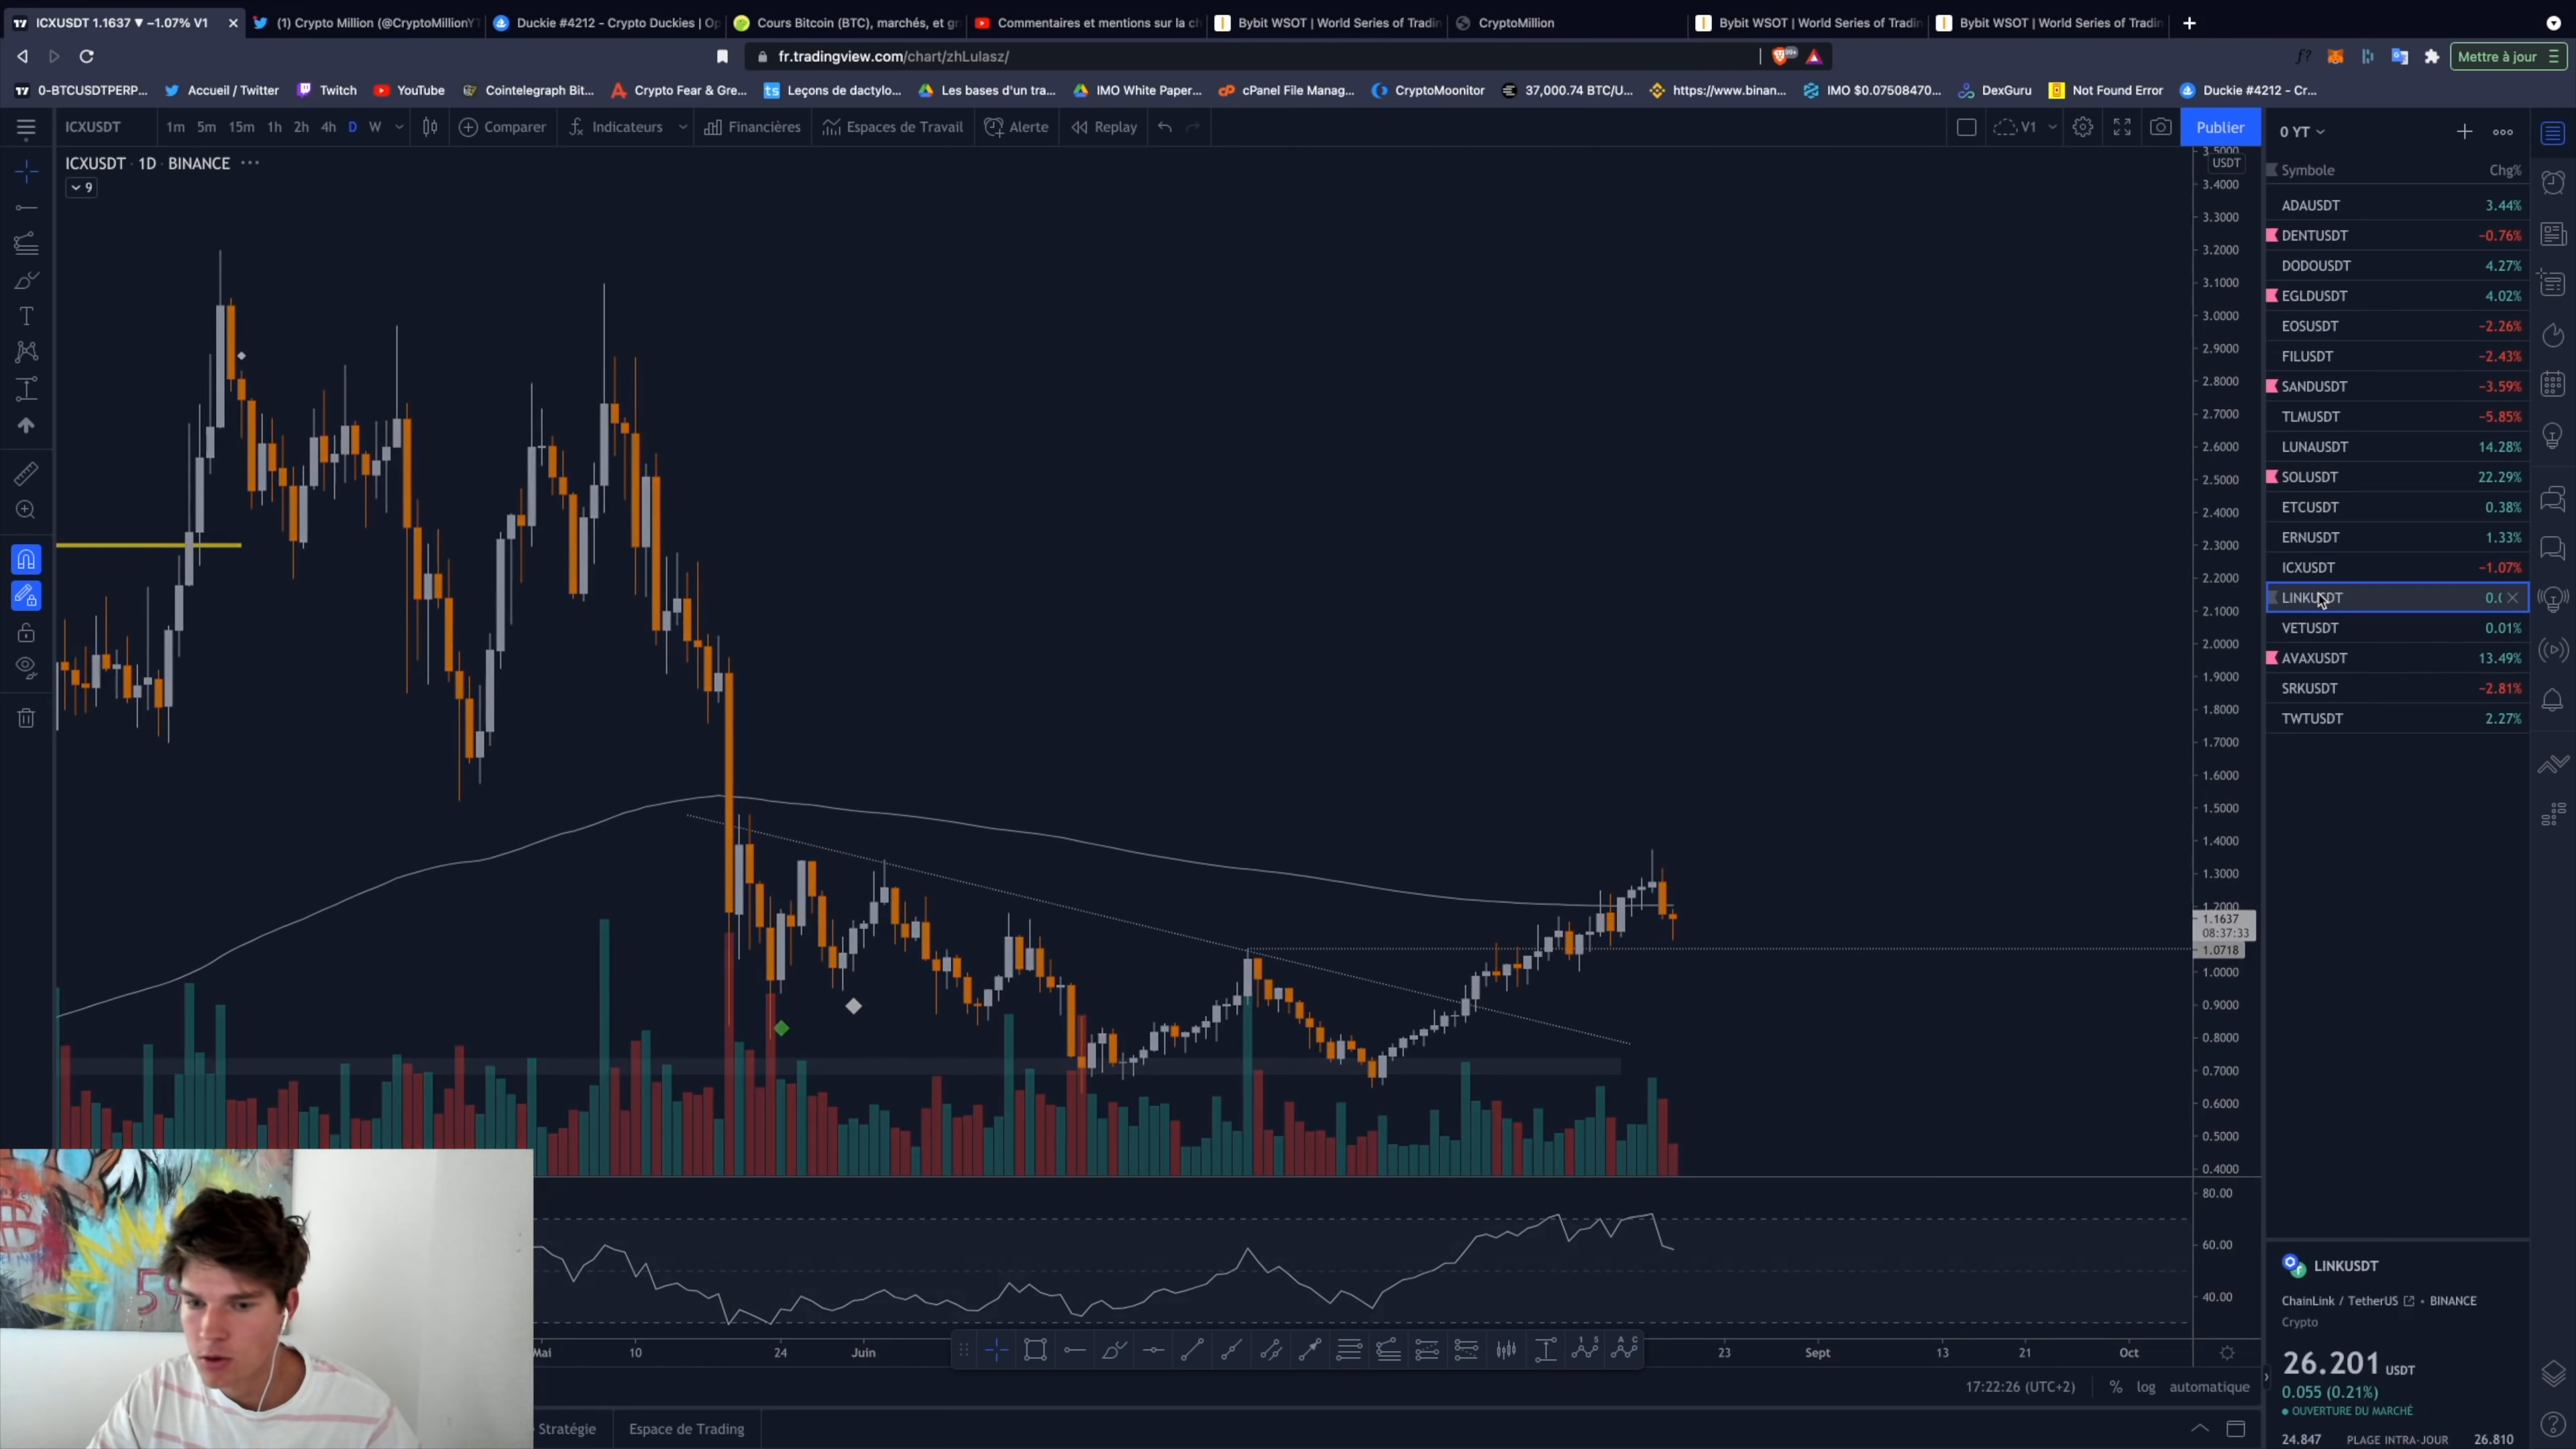 ICXUSDT 1.1637 ▼ −1.07% V1
(1) Crypto Million (@CryptoMillionY
Duckie #4212 - Crypto Duckies | Op
Cours Bitcoin (BTC), marchés, et gr
Commentaires et mentions sur la ch
Bybit WSOT | World Series of Tradin
CryptoMillion
Bybit WSOT | World Series of Tradin
Bybit WSOT | World Series of Tradin
fr.tradingview.com/chart/zhLulasz/
99+
f?
Mettre à jour
0-BTCUSDTPERP...
Accueil / Twitter
Twitch
YouTube
Cointelegraph Bit...
Crypto Fear & Gre...
Leçons de dactylo...
Les bases d'un tra...
IMO White Paper...
cPanel File Manag...
CryptoMoonitor
37,000.74 BTC/U...
https://www.binan...
IMO $0.07508470...
DexGuru
Not Found Error
Duckie #4212 - Cr...
ICXUSDT
1m 5m 15m 1h 2h 4h D W
Comparer
Indicateurs
Financières
Espaces de Travail
Alerte
Replay
V1
Publier
0 YT
ICXUSDT · 1D · BINANCE
9
USDT
3.5000
3.4000
3.3000
3.2000
3.1000
3.0000
2.9000
2.8000
2.7000
2.6000
2.5000
2.4000
2.3000
2.2000
2.1000
2.0000
1.9000
1.8000
1.7000
1.6000
1.5000
1.4000
1.3000
1.2000
1.1637
08:37:33
1.0718
1.0000
0.9000
0.8000
0.7000
0.6000
0.5000
0.4000
80.00
60.00
40.00
Symbole Chg%
ADAUSDT 3.44%
DENTUSDT −0.76%
DODOUSDT 4.27%
EGLDUSDT 4.02%
EOSUSDT −2.26%
FILUSDT −2.43%
SANDUSDT −3.59%
TLMUSDT −5.85%
LUNAUSDT 14.28%
SOLUSDT 22.29%
ETCUSDT 0.38%
ERNUSDT 1.33%
ICXUSDT −1.07%
LINKUSDT 0.
VETUSDT 0.01%
AVAXUSDT 13.49%
SRKUSDT −2.81%
TWTUSDT 2.27%
LINKUSDT
ChainLink / TetherUS • BINANCE
Crypto
26.201 USDT
0.055 (0.21%)
OUVERTURE DU MARCHÉ
24.847 PLAGE INTRA-JOUR 26.810
Mai 10 24 Juin 23 Sept 13 21 Oct
17:22:26 (UTC+2) % log automatique
Stratégie Espace de Trading